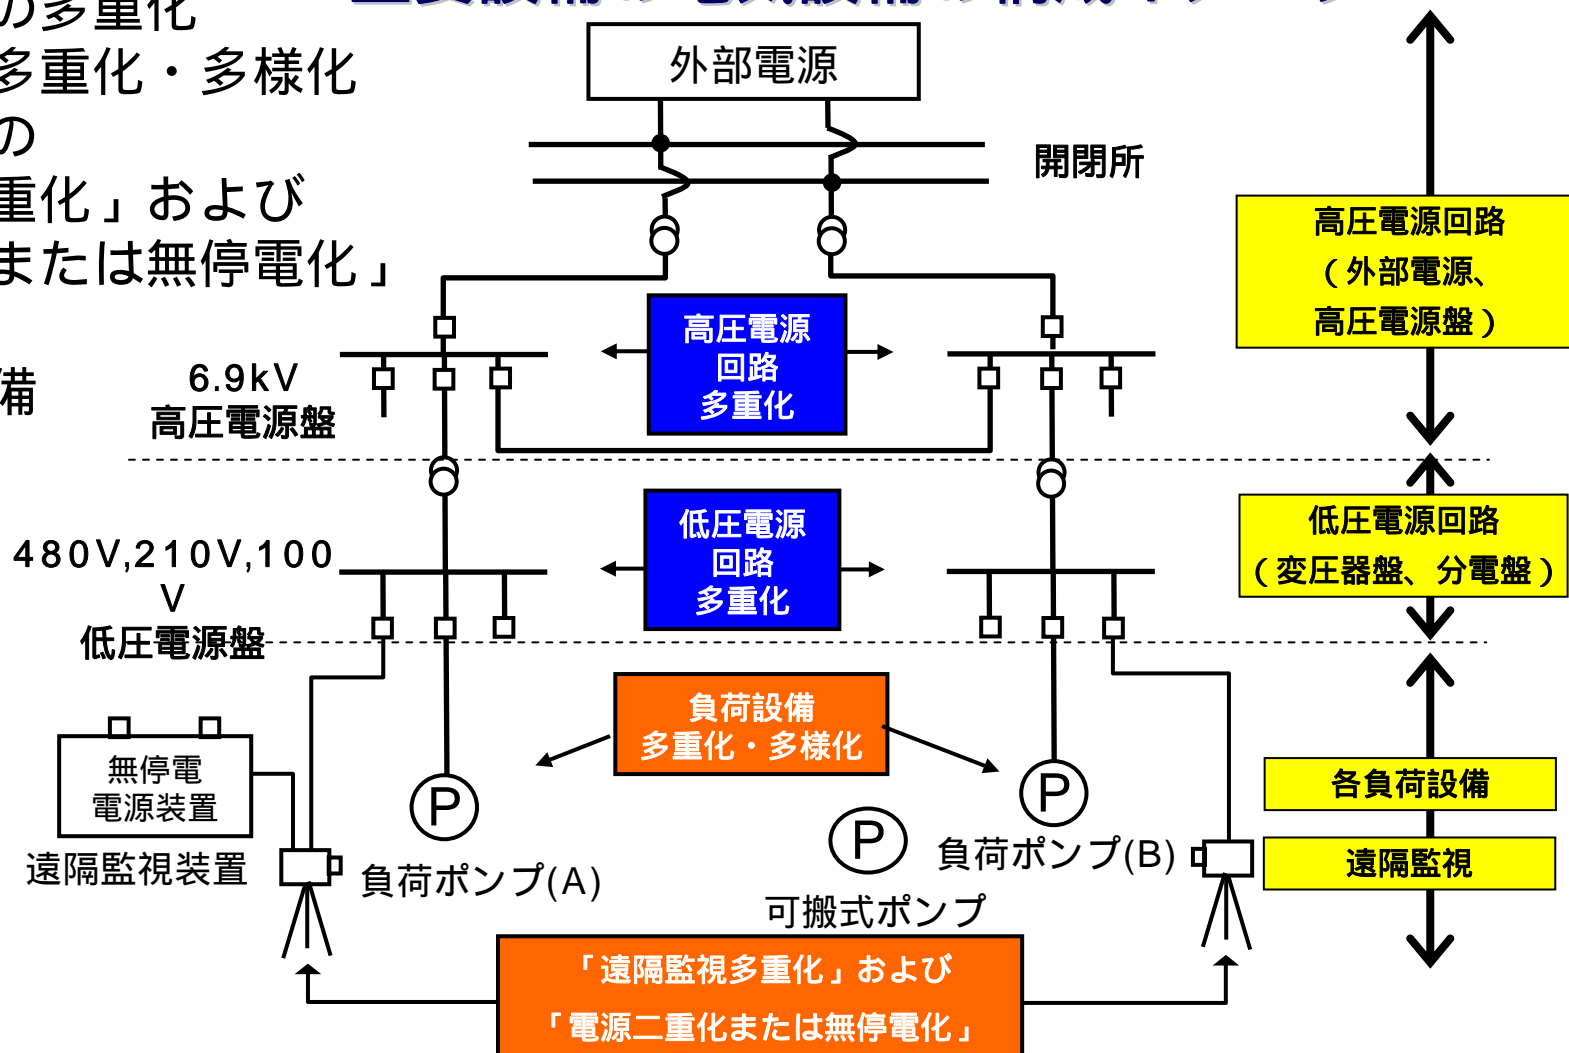 の多重化
多重化・多様化
の
重化」および
または無停電化」
備
外部電源
開閉所
高圧電源回路
（外部電源、
高圧電源盤）
高圧電源
回路
多重化
6.9kV
高圧電源盤
低圧電源
回路
多重化
低圧電源回路
（変圧器盤、分電盤）
480V,210V,100
V
低圧電源盤
負荷設備
多重化・多様化
無停電
電源装置
遠隔監視装置
P
負荷ポンプ(A)
P
可搬式ポンプ
P
負荷ポンプ(B)
各負荷設備
遠隔監視
「遠隔監視多重化」および
「電源二重化または無停電化」